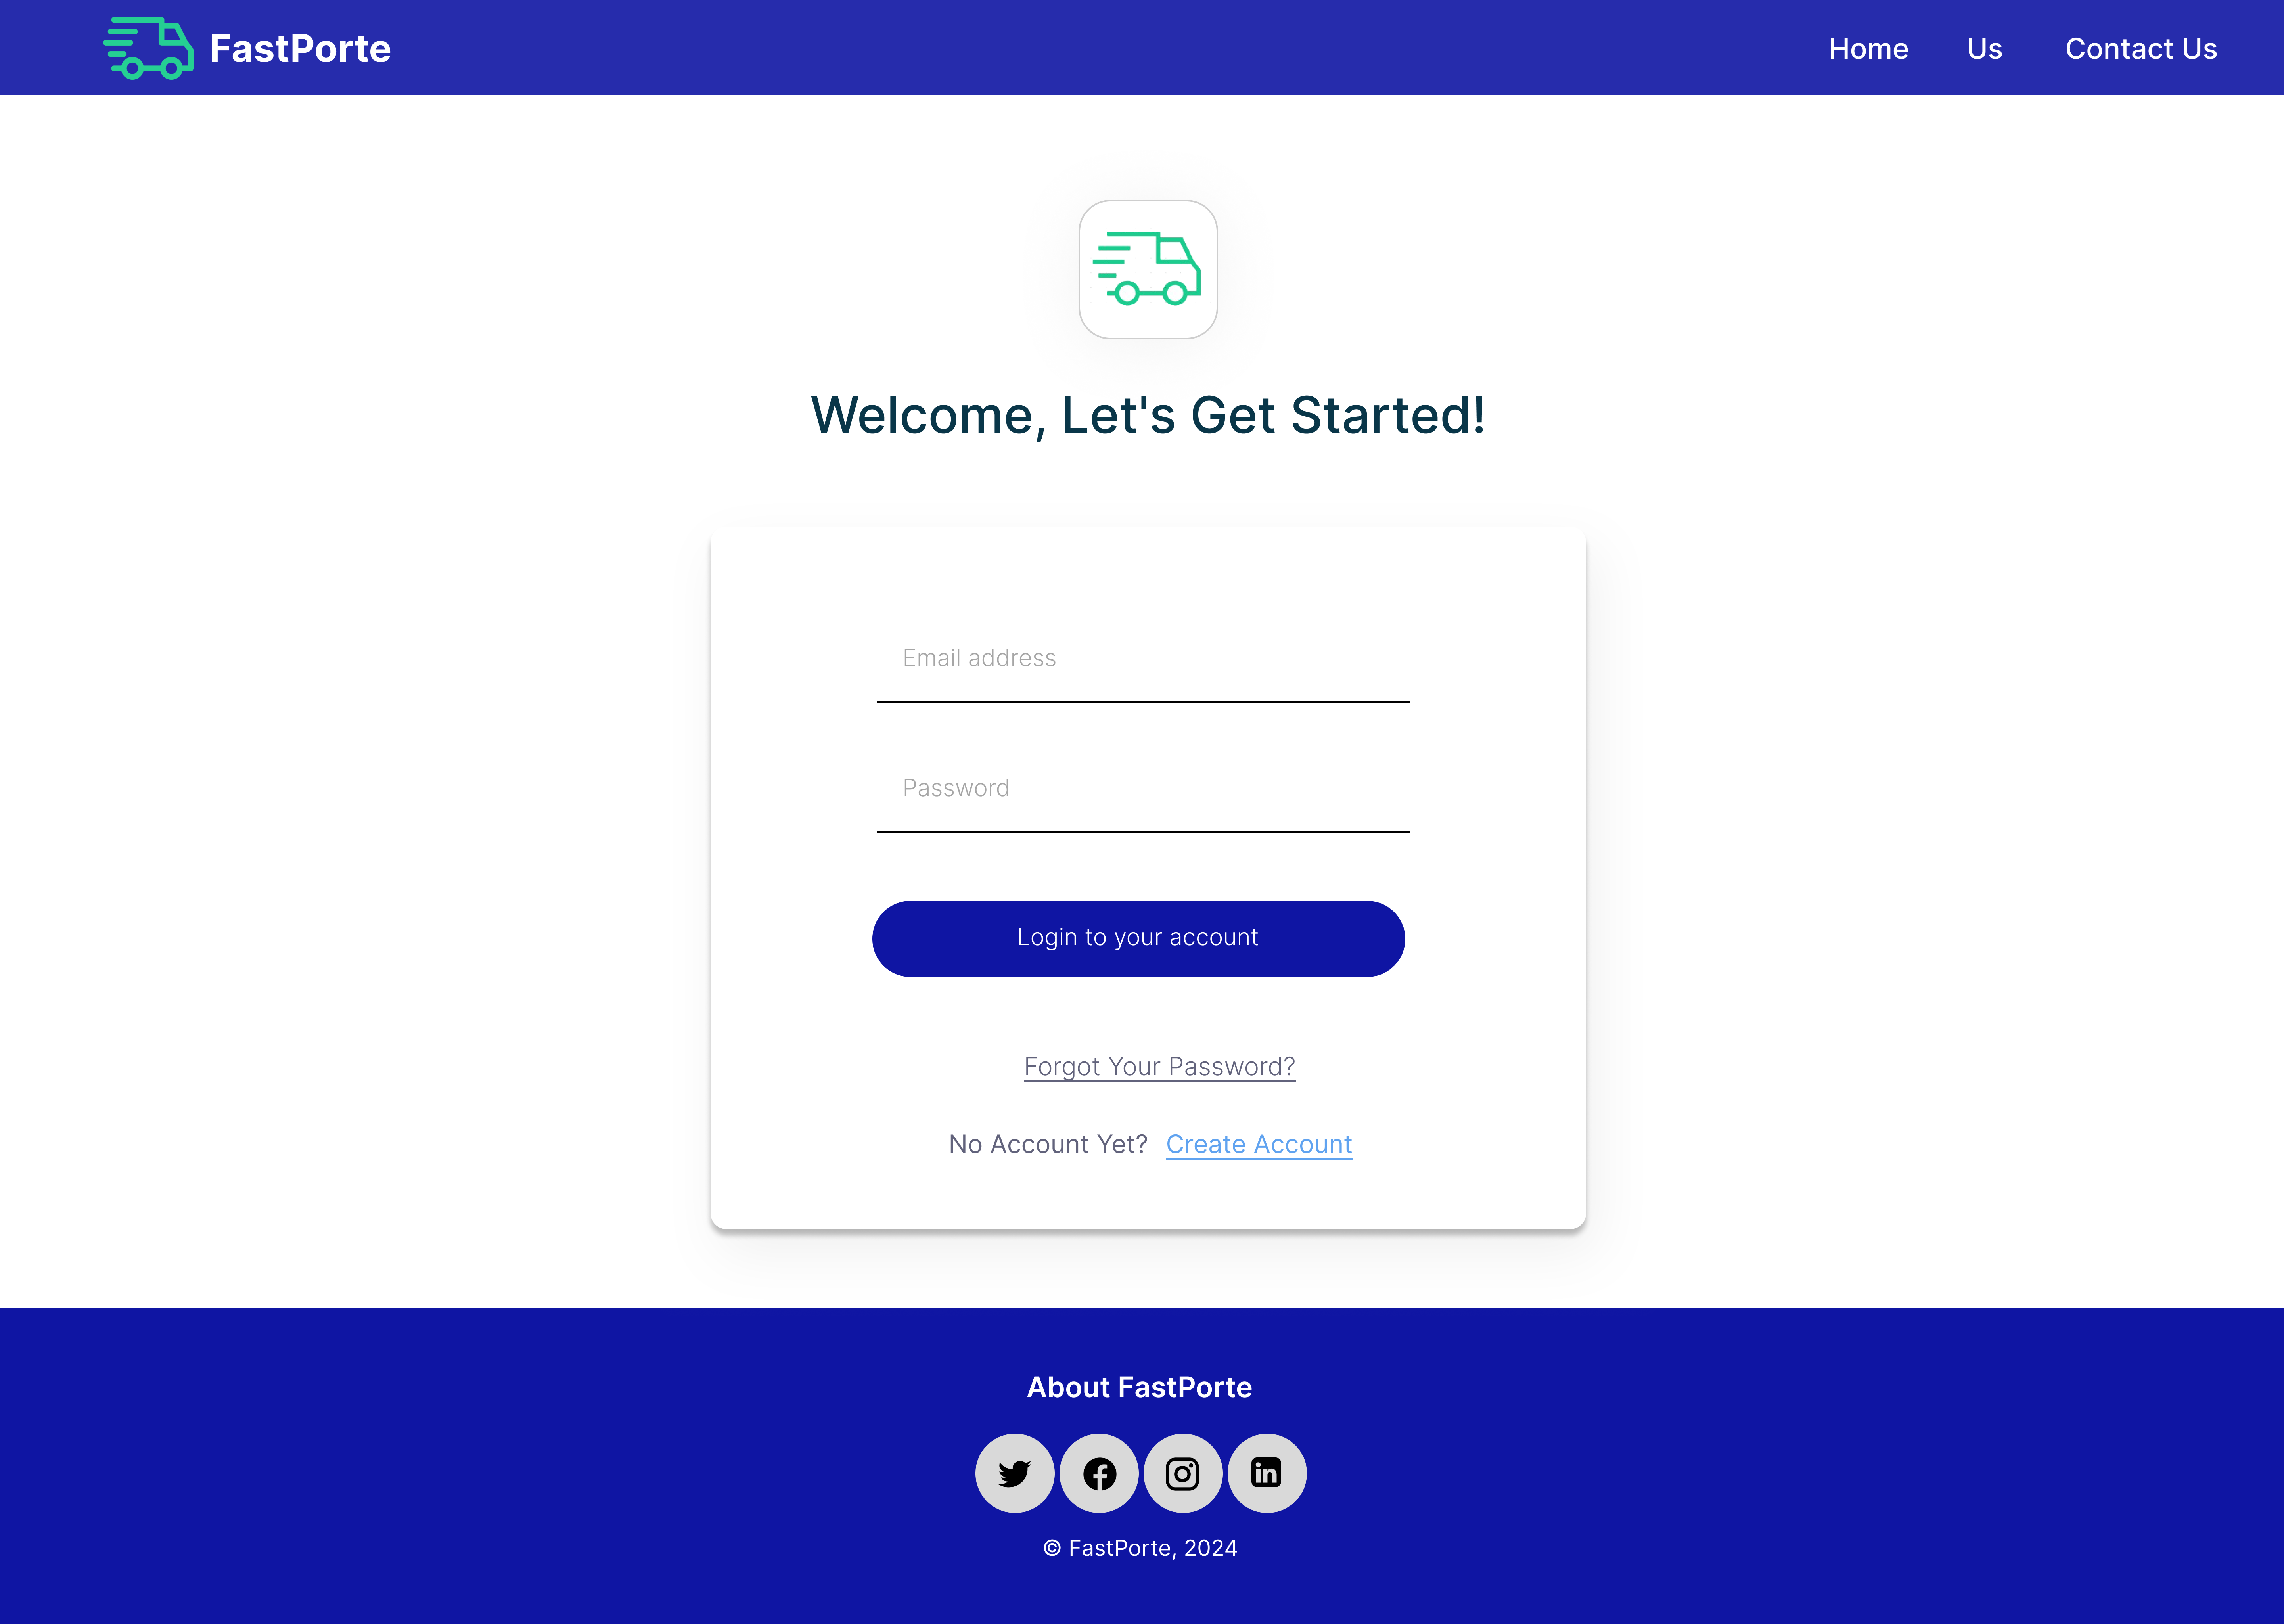 FastPorte
Home Us Contact Us
Welcome, Let's Get Started!
Email address
Password
Login to your account
Forgot Your Password?
No Account Yet? Create Account
About FastPorte
© FastPorte, 2024